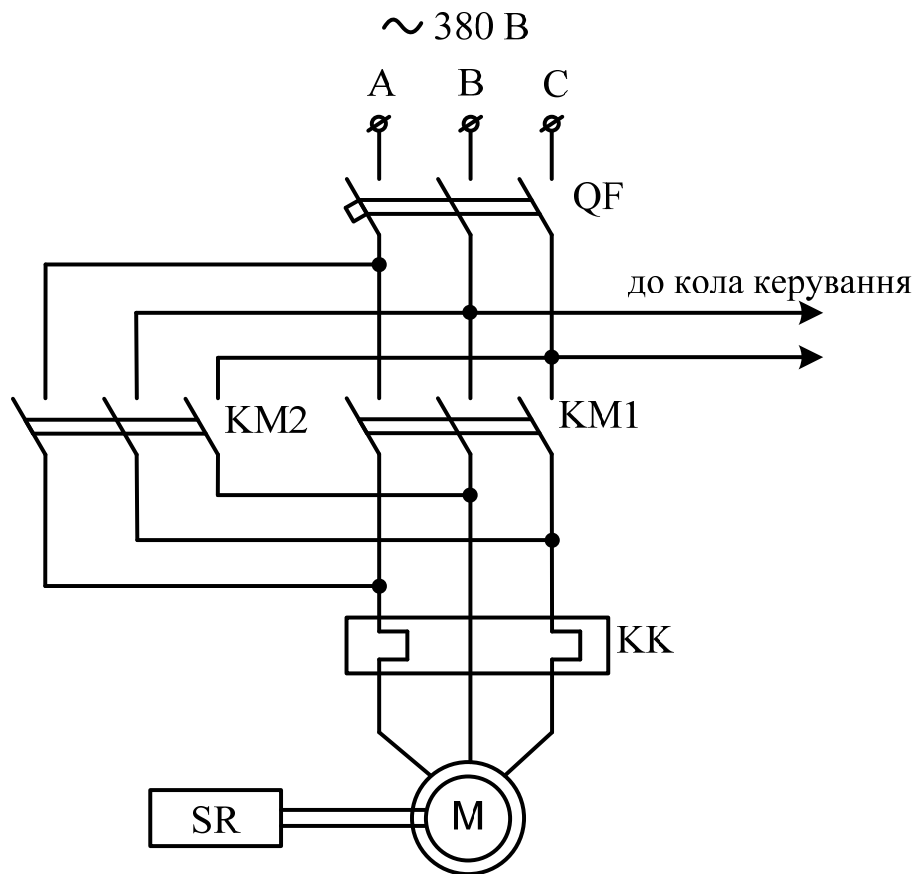 ~ 380 В
A B C
QF
до кола керування
KM2 KM1
KK
SR M